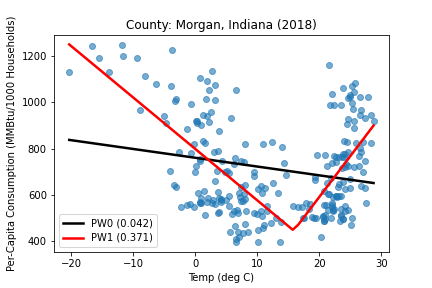 County: Morgan, Indiana (2018)
Per-Capita Consumption (MMBtu/1000 Households)
1200
1000
800
600
400
PW0 (0.042)
PW1 (0.371)
−20 −10 0 10 20 30
Temp (deg C)